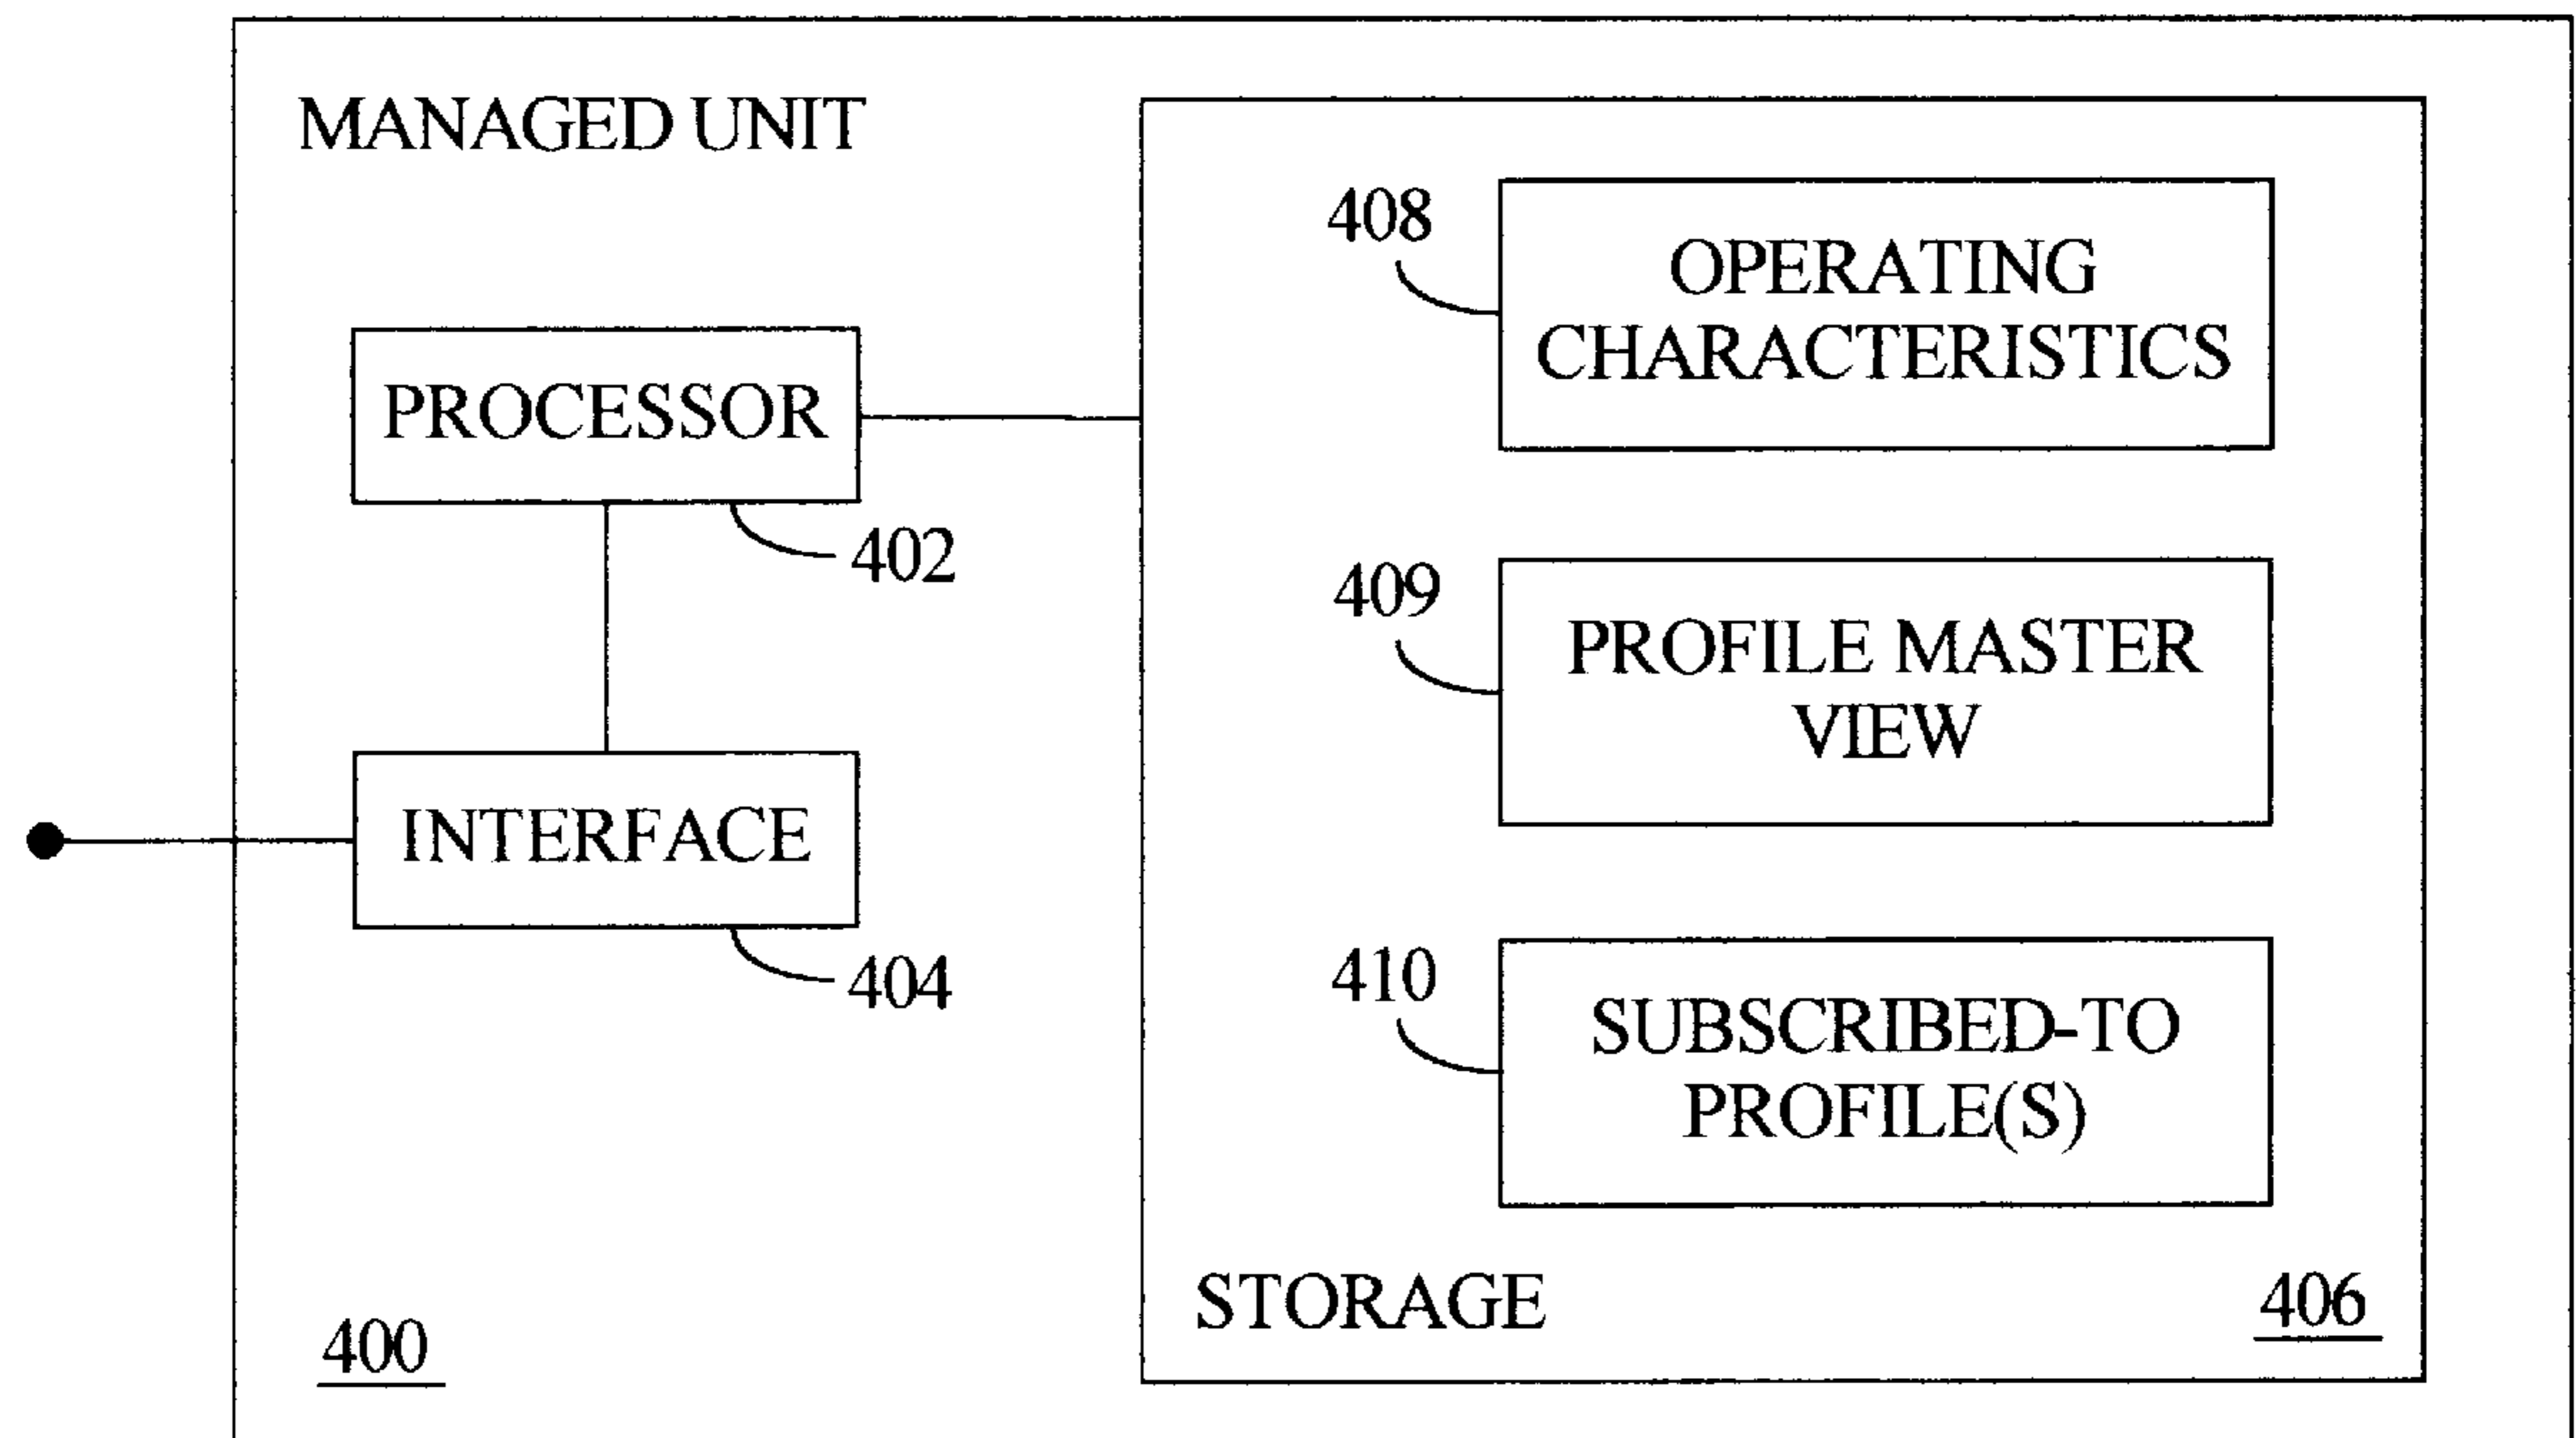 MANAGED UNIT
408
OPERATING
CHARACTERISTICS
PROCESSOR
402
409
PROFILE MASTER
VIEW
INTERFACE
404
410
SUBSCRIBED-TO
PROFILE(S)
STORAGE
406
400